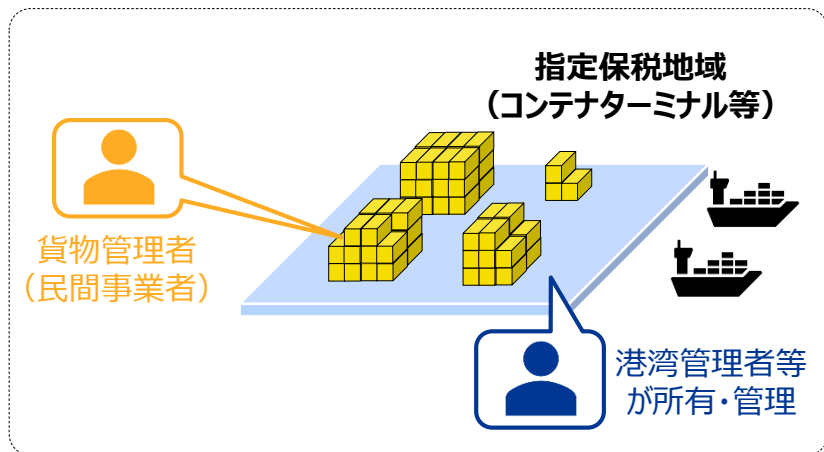 指定保税地域
（コンテナターミナル等）
貨物管理者
（民間事業者）
港湾管理者等
が所有・管理